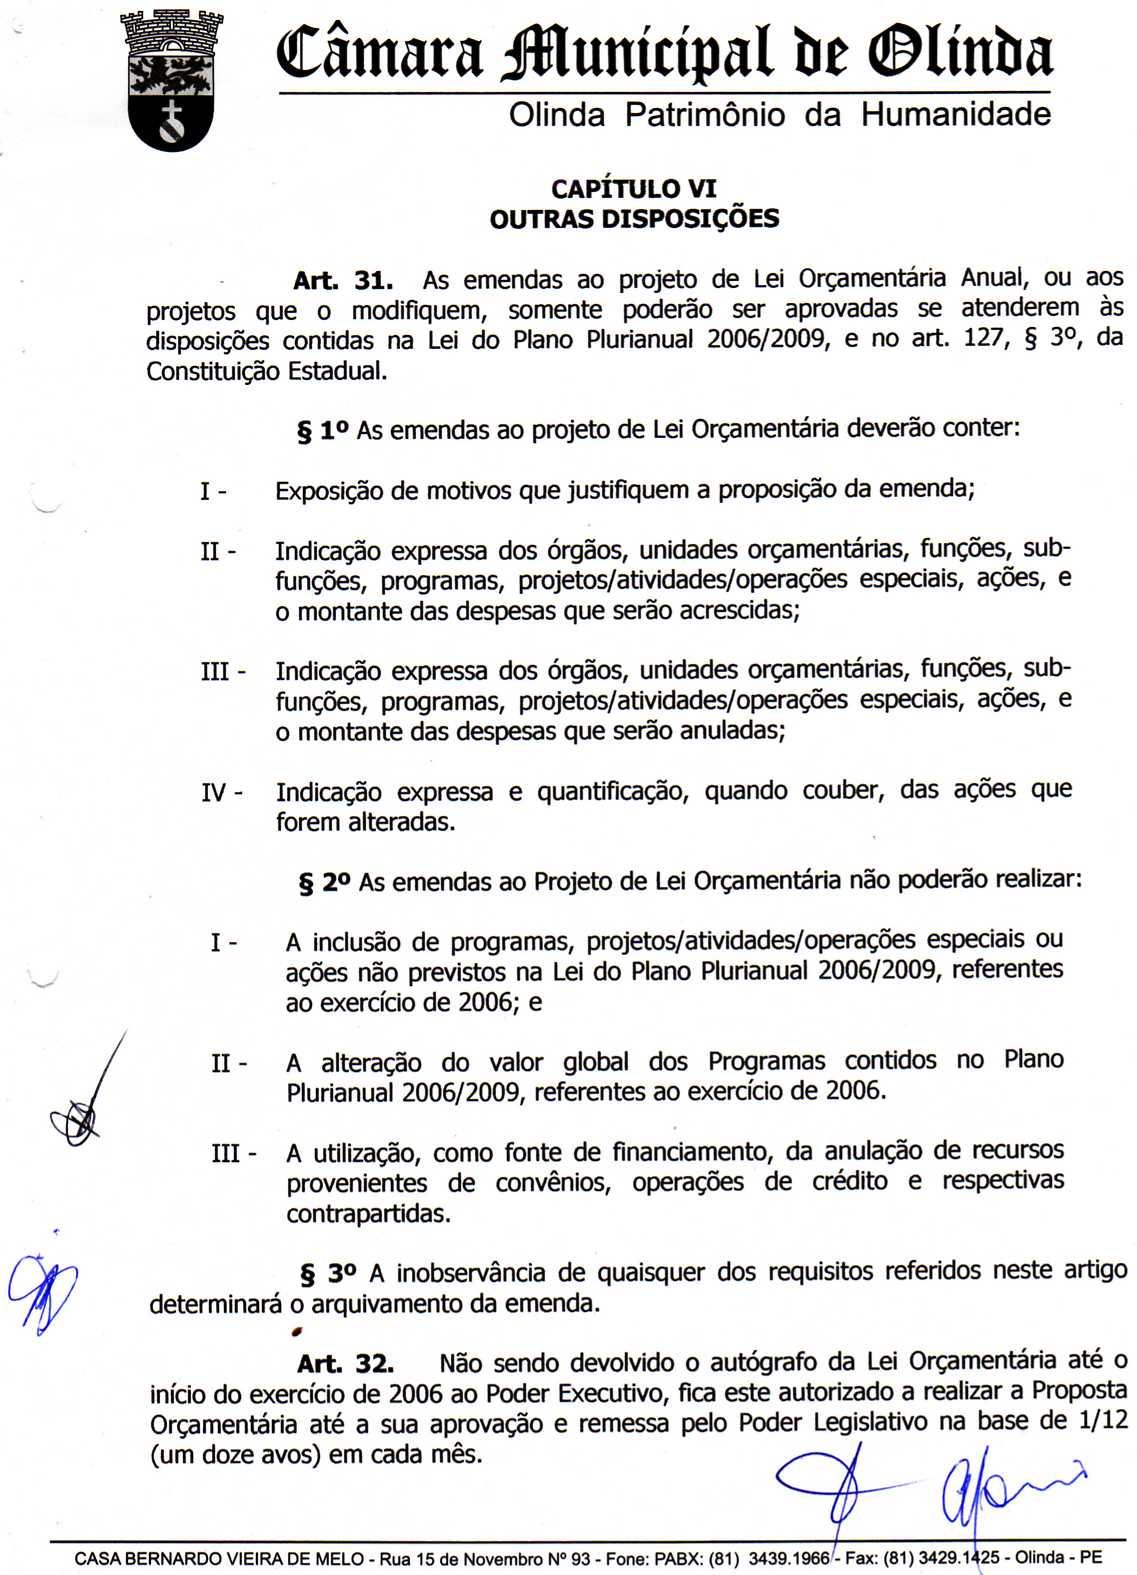 Câmara Municipal de Olinda
Olinda Patrimônio da Humanidade
CAPÍTULO VI
OUTRAS DISPOSIÇÕES
Art. 31. As emendas ao projeto de Lei Orçamentária Anual, ou aos
projetos que o modifiquem, somente poderão ser aprovadas se atenderem às
disposições contidas na Lei do Plano Plurianual 2006/2009, e no art. 127, § 3º, da
Constituição Estadual.
§ 1º As emendas ao projeto de Lei Orçamentária deverão conter:
I - Exposição de motivos que justifiquem a proposição da emenda;
II - Indicação expressa dos órgãos, unidades orçamentárias, funções, sub-
funções, programas, projetos/atividades/operações especiais, ações, e
o montante das despesas que serão acrescidas;
III - Indicação expressa dos órgãos, unidades orçamentárias, funções, sub-
funções, programas, projetos/atividades/operações especiais, ações, e
o montante das despesas que serão anuladas;
IV - Indicação expressa e quantificação, quando couber, das ações que
forem alteradas.
§ 2º As emendas ao Projeto de Lei Orçamentária não poderão realizar:
I - A inclusão de programas, projetos/atividades/operações especiais ou
ações não previstos na Lei do Plano Plurianual 2006/2009, referentes
ao exercício de 2006; e
II - A alteração do valor global dos Programas contidos no Plano
Plurianual 2006/2009, referentes ao exercício de 2006.
III - A utilização, como fonte de financiamento, da anulação de recursos
provenientes de convênios, operações de crédito e respectivas
contrapartidas.
§ 3º A inobservância de quaisquer dos requisitos referidos neste artigo
determinará o arquivamento da emenda.
Art. 32. Não sendo devolvido o autógrafo da Lei Orçamentária até o
início do exercício de 2006 ao Poder Executivo, fica este autorizado a realizar a Proposta
Orçamentária até a sua aprovação e remessa pelo Poder Legislativo na base de 1/12
(um doze avos) em cada mês.
CASA BERNARDO VIEIRA DE MELO - Rua 15 de Novembro Nº 93 - Fone: PABX: (81) 3439.1966 - Fax: (81) 3429.1425 - Olinda - PE